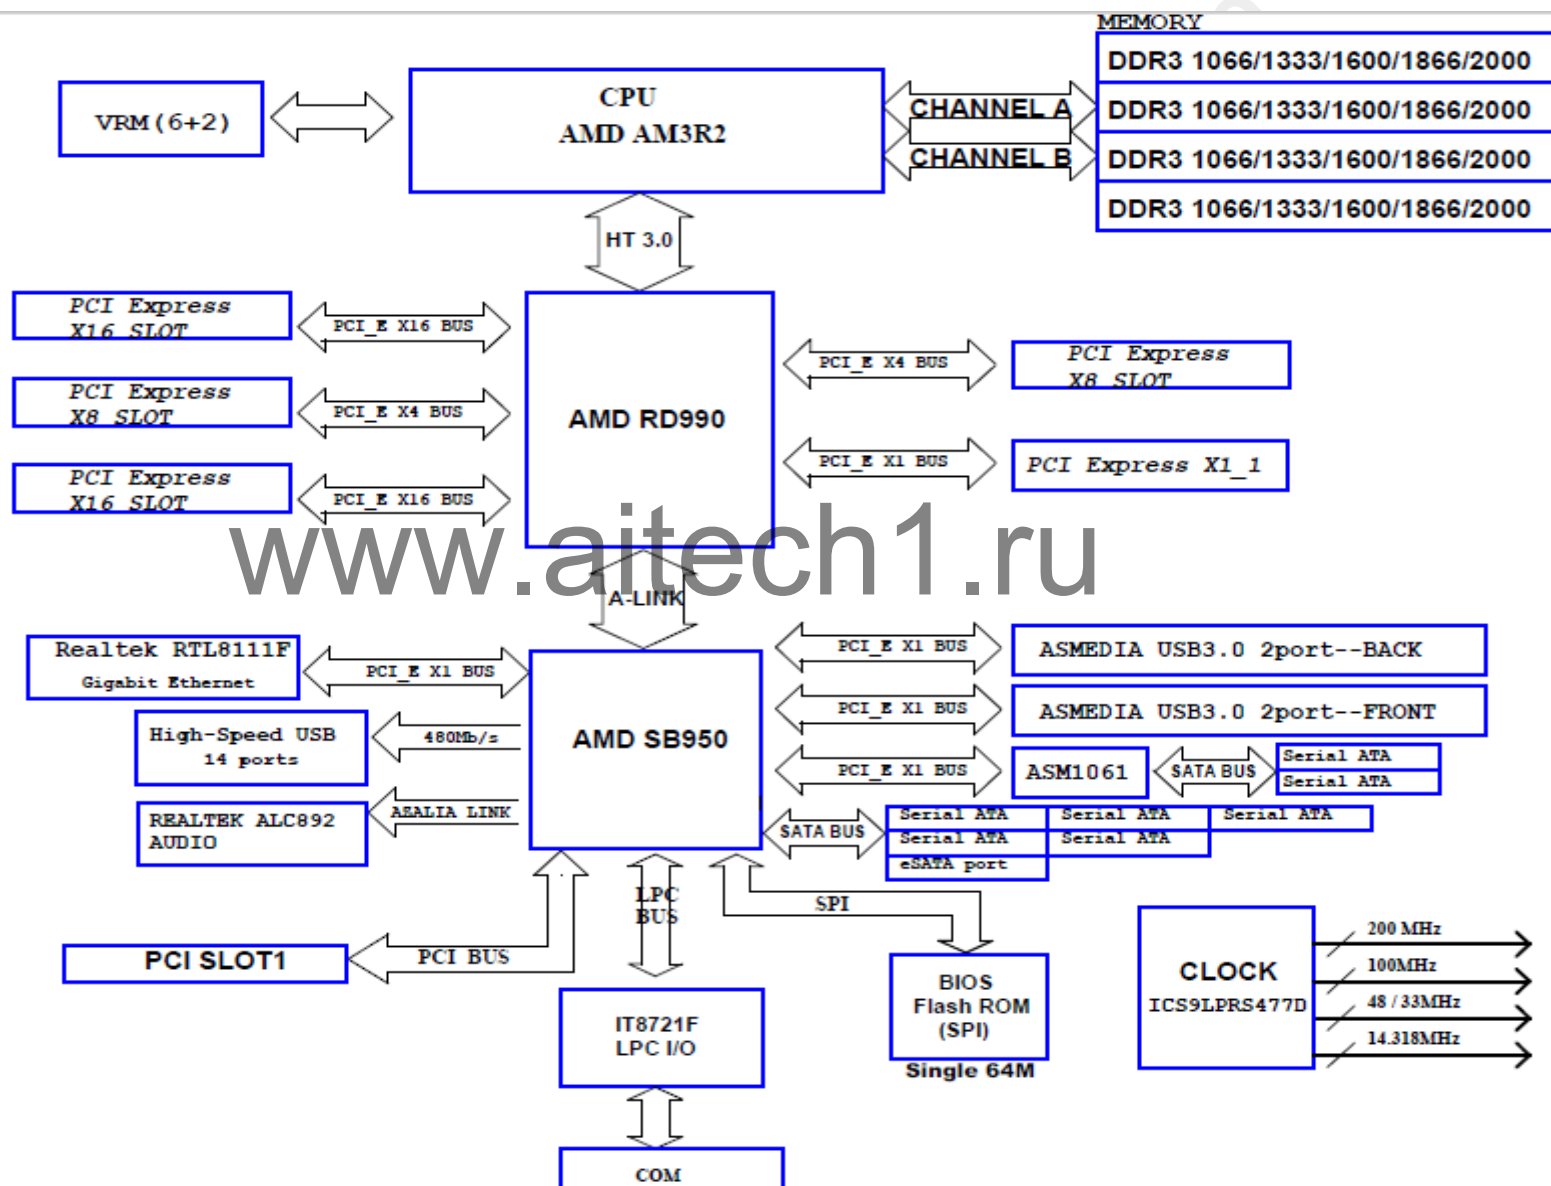 MEMORY
DDR3 1066/1333/1600/1866/2000
DDR3 1066/1333/1600/1866/2000
DDR3 1066/1333/1600/1866/2000
DDR3 1066/1333/1600/1866/2000
CPU
AMD AM3R2
VRM(6+2)
CHANNEL A
CHANNEL B
HT 3.0
PCI Express
X16 SLOT
PCI_E X16 BUS
PCI Express
X8 SLOT
PCI_E X4 BUS
PCI Express
X16 SLOT
PCI_E X16 BUS
AMD RD990
PCI_E X4 BUS
PCI Express
X8 SLOT
PCI_E X1 BUS
PCI Express X1_1
www.aitech1.ru
A-LINK
Realtek RTL8111F
Gigabit Ethernet
PCI_E X1 BUS
High-Speed USB
14 ports
480Mb/s
REALTEK ALC892
AUDIO
AZALIA LINK
AMD SB950
PCI_E X1 BUS
ASMEDIA USB3.0 2port--BACK
PCI_E X1 BUS
ASMEDIA USB3.0 2port--FRONT
PCI_E X1 BUS
ASM1061
SATA BUS
Serial ATA
Serial ATA
SATA BUS
Serial ATA Serial ATA Serial ATA
Serial ATA Serial ATA
eSATA port
LPC
BUS
SPI
PCI SLOT1
PCI BUS
IT8721F
LPC I/O
BIOS
Flash ROM
(SPI)
Single 64M
CLOCK
ICS9LPRS477D
200 MHz
100MHz
48 / 33MHz
14.318MHz
COM